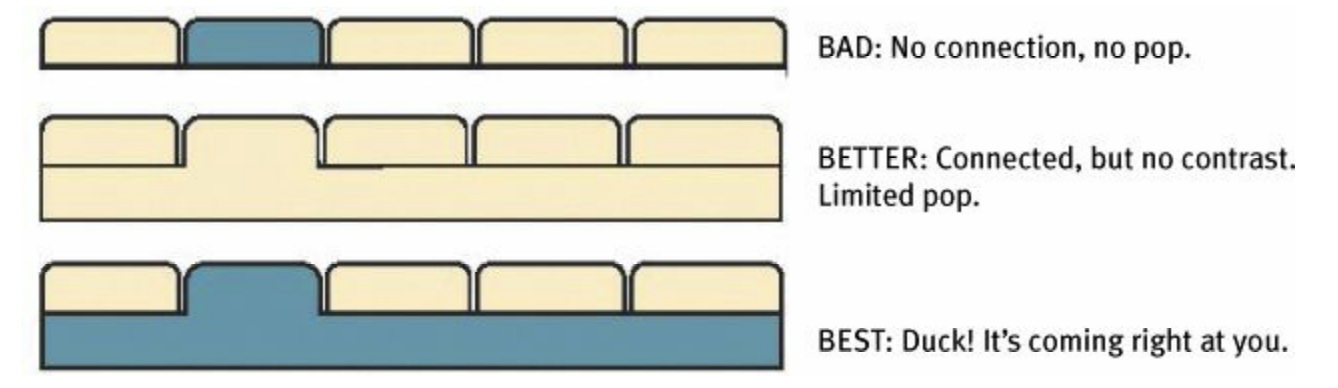 BAD: No connection, no pop.
BETTER: Connected, but no contrast.
Limited pop.
BEST: Duck! It’s coming right at you.